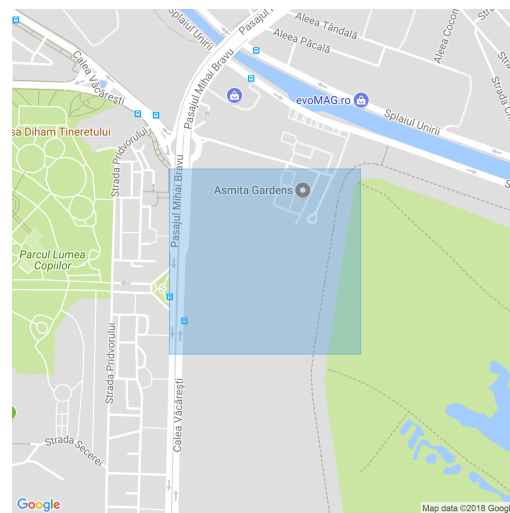 Splaiul Unirii
Pasajul Mihai Bravu
Aleea Tândală
Aleea Păcală
Aleea Cocon
Calea Văcărești
evoMAG.ro
Splaiul Unirii
Strada
sa Diham Tineretului
Strada Pridvorului
Pasajul Mihai Bravu
Asmita Gardens
Parcul Lumea
Copiilor
Strada Pridvorului
Calea Văcărești
Strada Secerei
Google
Map data ©2018 Googl